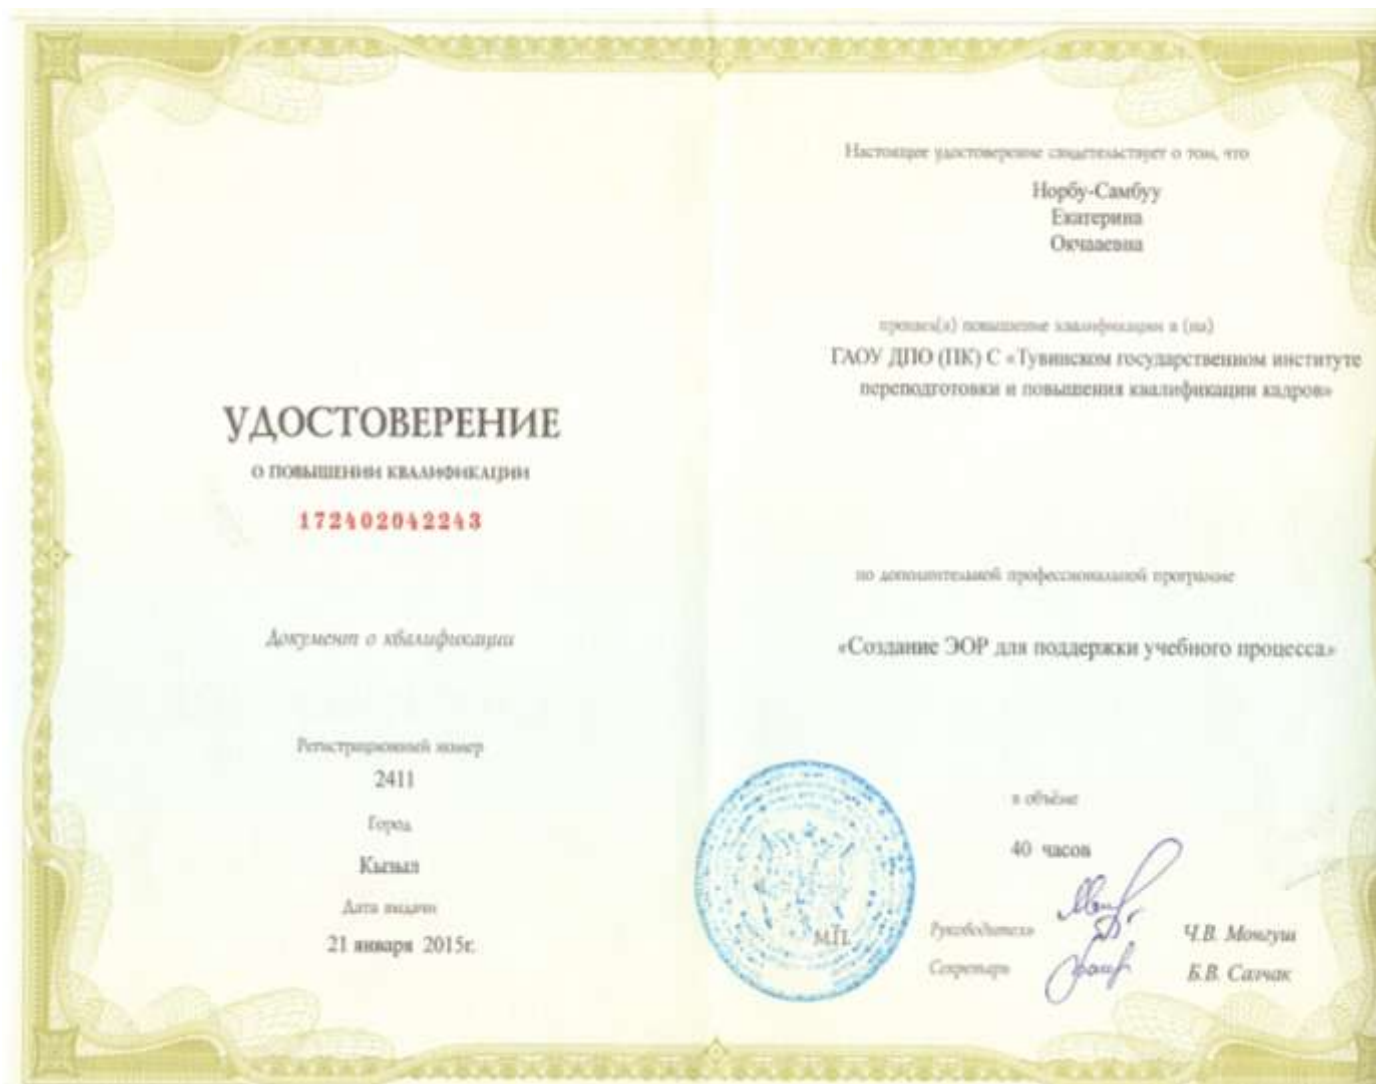 УДОСТОВЕРЕНИЕ
О ПОВЫШЕНИИ КВАЛИФИКАЦИИ
172402042243
Документ о квалификации
Регистрационный номер
2411
Город
Кызыл
Дата выдачи
21 января 2015г.
Настоящее удостоверение свидетельствует о том, что
Норбу-Самбуу
Екатерина
Окчааевна
прошел(а) повышение квалификации в (на)
ГАОУ ДПО (ПК) С «Тувинском государственном институте
переподготовки и повышения квалификации кадров»
по дополнительной профессиональной программе
«Создание ЭОР для поддержки учебного процесса»
в объёме
40 часов
М.П.
Руководитель
Ч.В. Монгуш
Секретарь
Б.В. Салчак